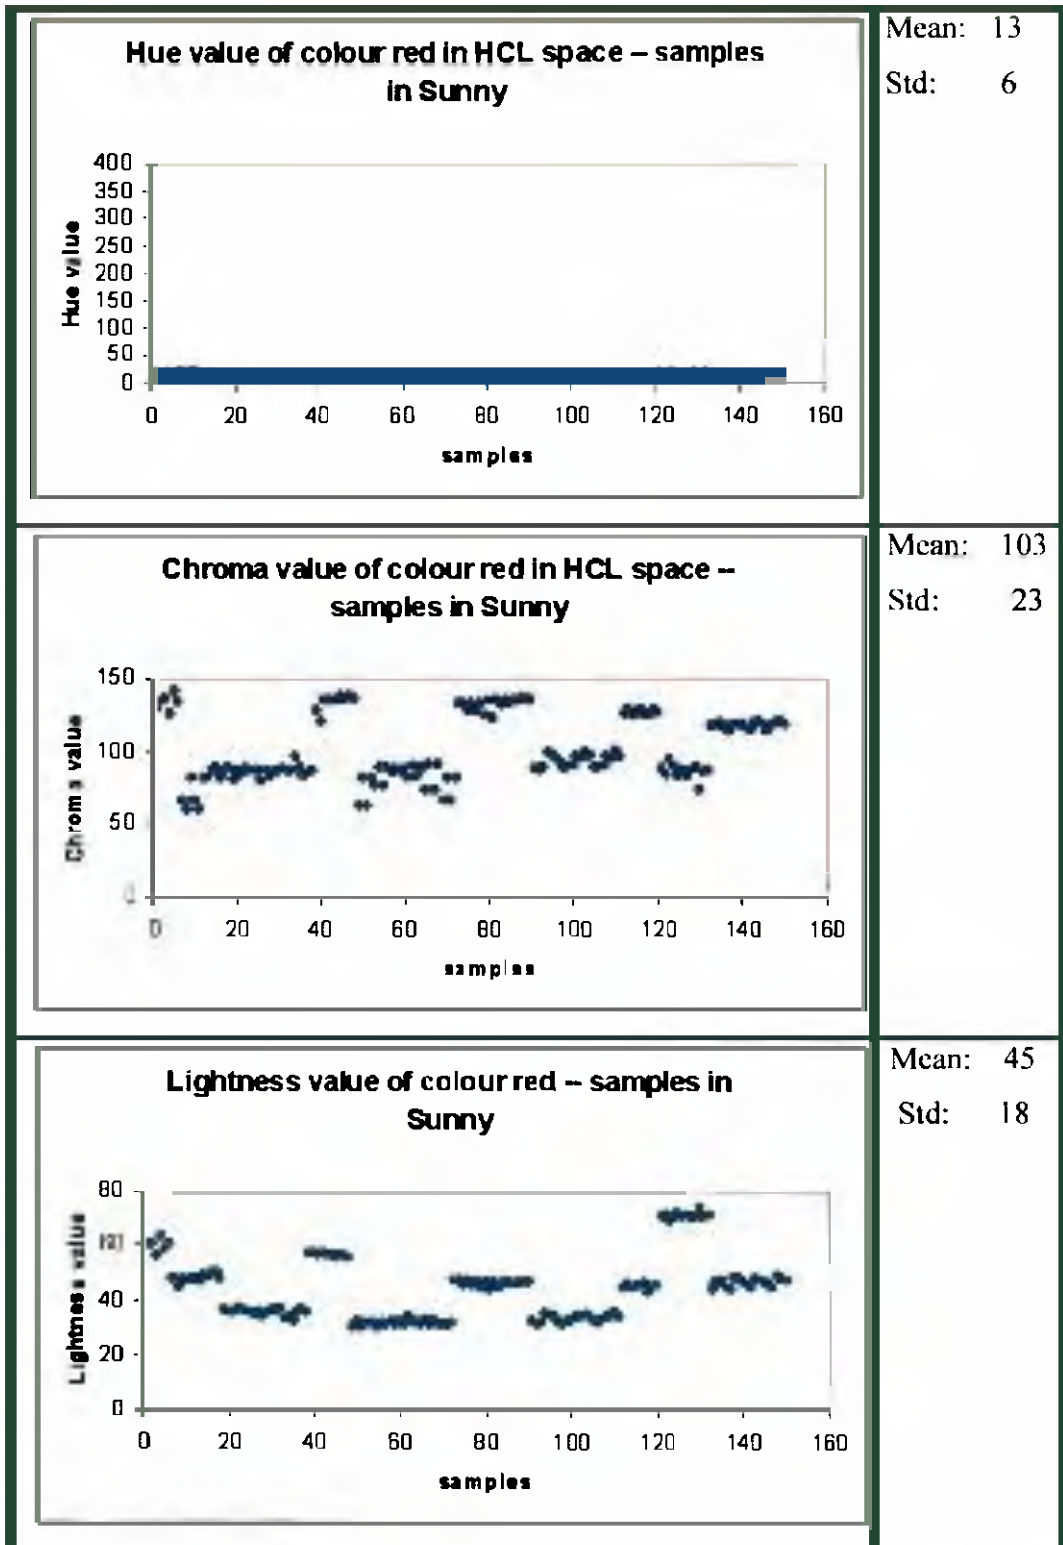 Hue value of colour red in HCL space – samples
in Sunny
Mean: 13
Std: 6
400
350
300
250
200
150
100
50
0
Hue value
0 20 40 60 80 100 120 140 160
samples
Chroma value of colour red in HCL space –
samples in Sunny
Mean: 103
Std: 23
150
100
50
0
Chroma value
0 20 40 60 80 100 120 140 160
samples
Lightness value of colour red – samples in
Sunny
Mean: 45
Std: 18
80
60
40
20
0
Lightness value
0 20 40 60 80 100 120 140 160
samples